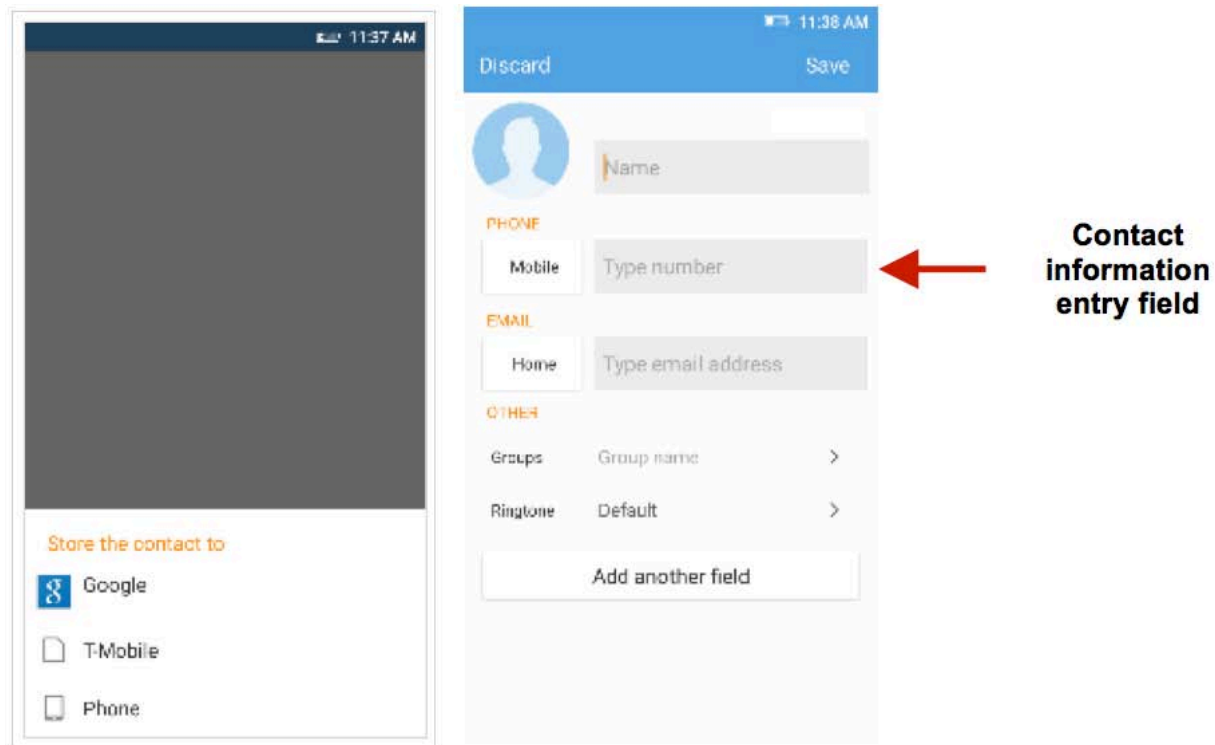 11:37 AM
Store the contact to
g Google
T-Mobile
Phone
11:38 AM
Discard Save
Name
PHONE
Mobile Type number
EMAIL
Home Type email address
OTHER
Groups Group name >
Ringtone Default >
Add another field
Contact
information
entry field